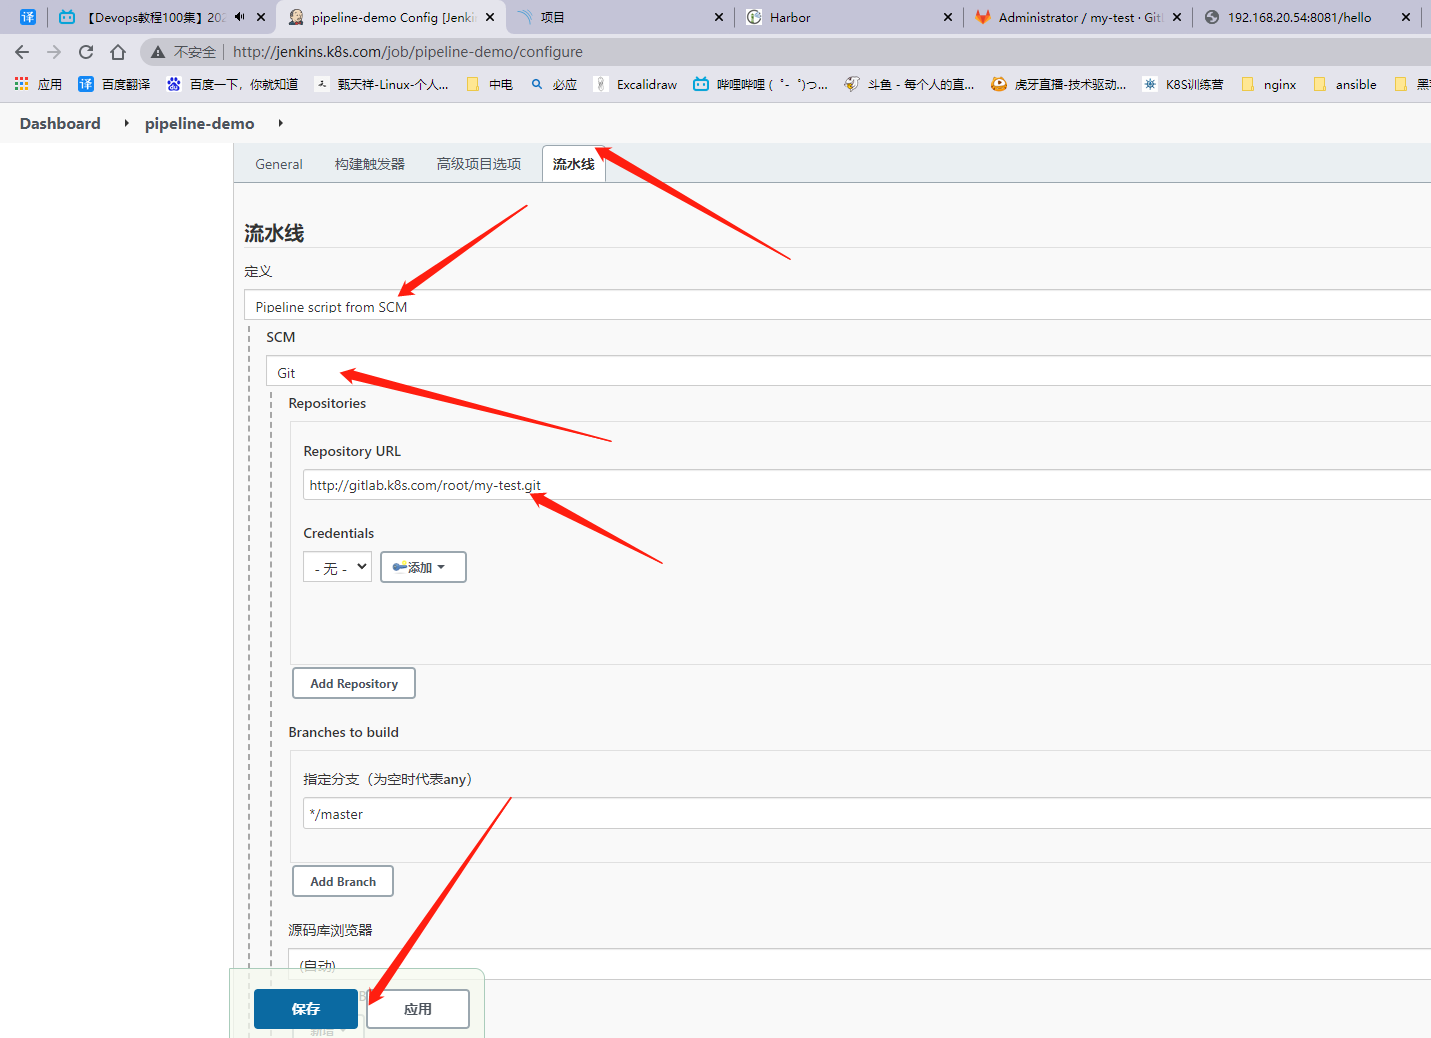 译
【Devops教程100集】202
pipeline-demo Config [Jenki
项目
Harbor
Administrator / my-test · Git
192.168.20.54:8081/hello
不安全
http://jenkins.k8s.com/job/pipeline-demo/configure
应用
译 百度翻译
百度一下，你就知道
甄天祥-Linux-个人...
中电
必应
Excalidraw
哔哩哔哩 (゜-゜)つ...
斗鱼 - 每个人的直...
虎牙直播-技术驱动...
K8S训练营
nginx
ansible
Dashboard
pipeline-demo
General
构建触发器
高级项目选项
流水线
流水线
定义
Pipeline script from SCM
SCM
Git
Repositories
Repository URL
http://gitlab.k8s.com/root/my-test.git
Credentials
- 无 -
添加
Add Repository
Branches to build
指定分支（为空时代表any）
*/master
Add Branch
源码库浏览器
(自动)
保存
应用
新增